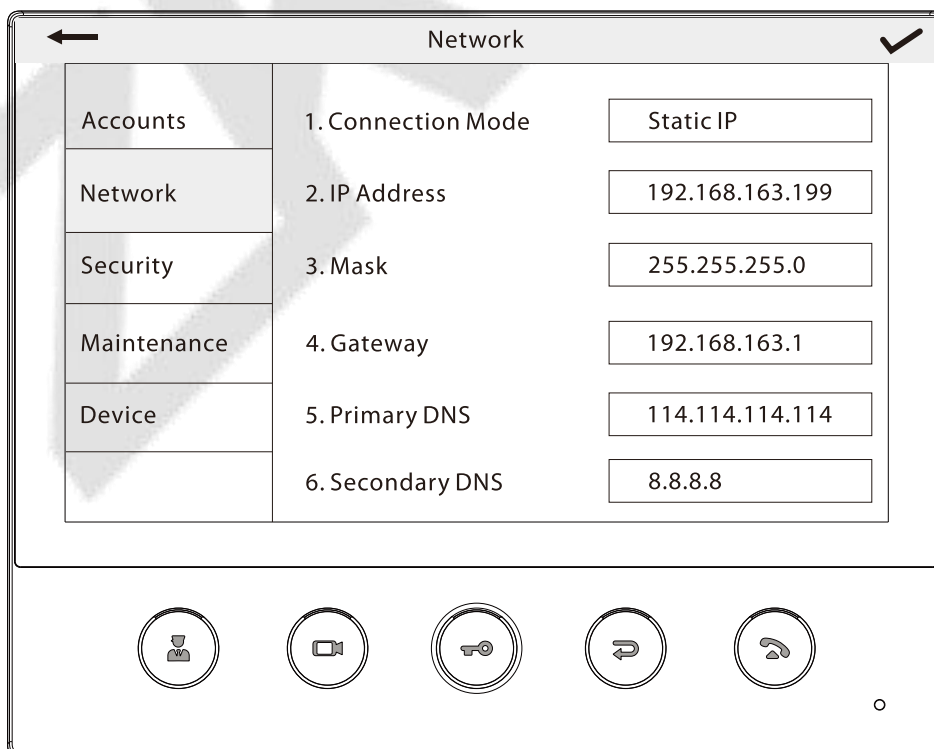 Network
Accounts
1. Connection Mode
Static IP
Network
2. IP Address
192.168.163.199
Security
3. Mask
255.255.255.0
Maintenance
4. Gateway
192.168.163.1
Device
5. Primary DNS
114.114.114.114
6. Secondary DNS
8.8.8.8